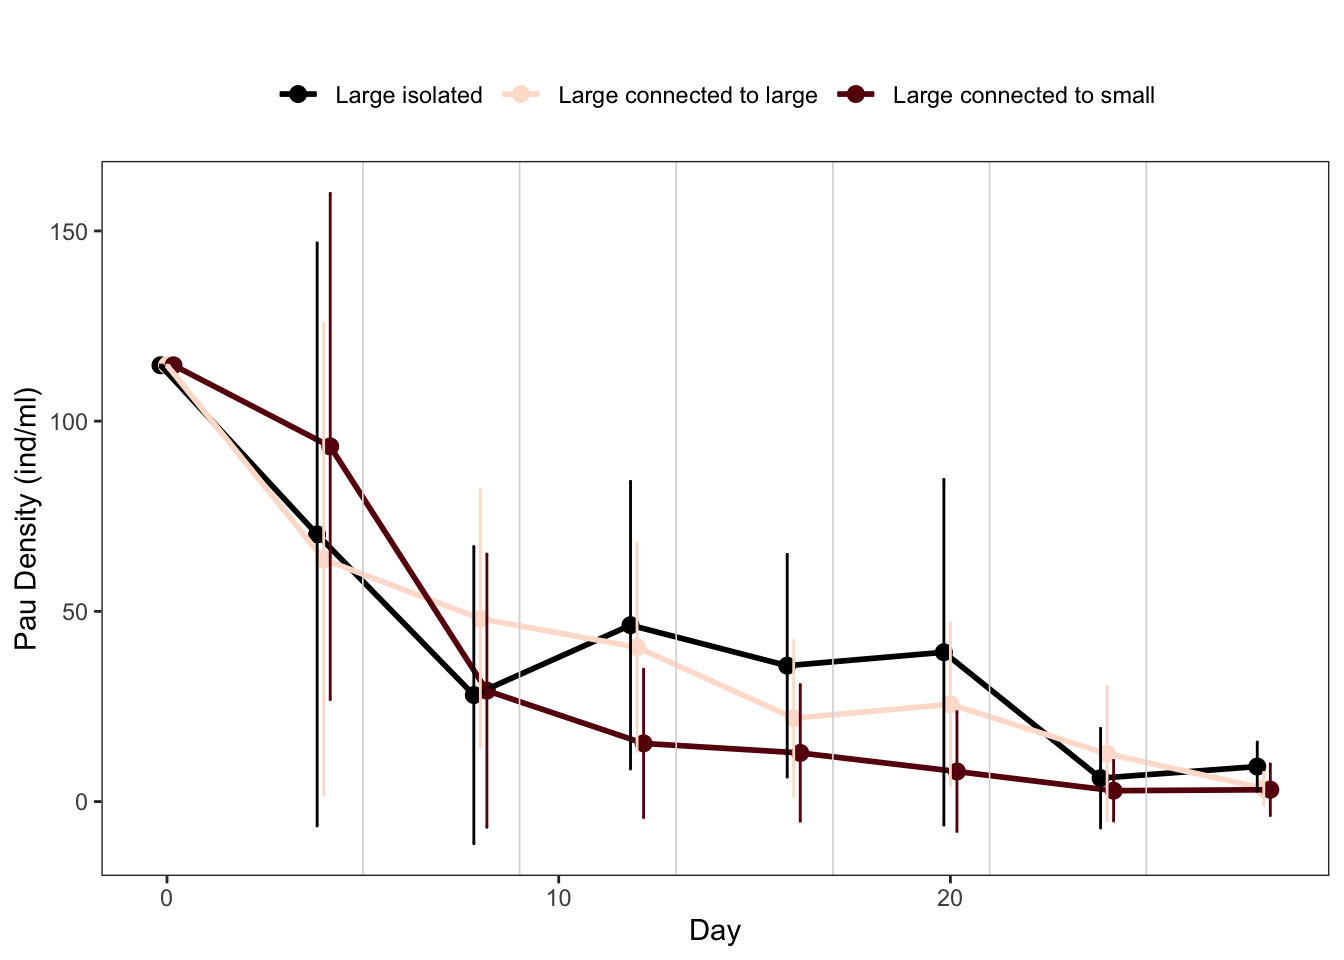 Large isolated Large connected to large Large connected to small
150
100
50
0
Pau Density (ind/ml)
0 10 20
Day